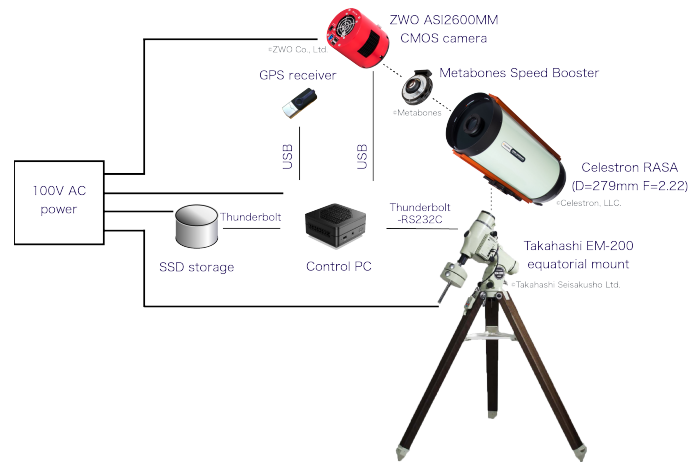 ZWO ASI2600MM
CMOS camera
©ZWO Co., Ltd
GPS receiver
Metabones Speed Booster
©Metabones
USB
USB
Celestron RASA
(D=279mm F=2.22)
©Celestron, LLC.
100V AC
power
Thunderbolt
Thunderbolt
-RS232C
SSD storage
Control PC
Takahashi EM-200
equatorial mount
©Takahashi Seisakusho Ltd.